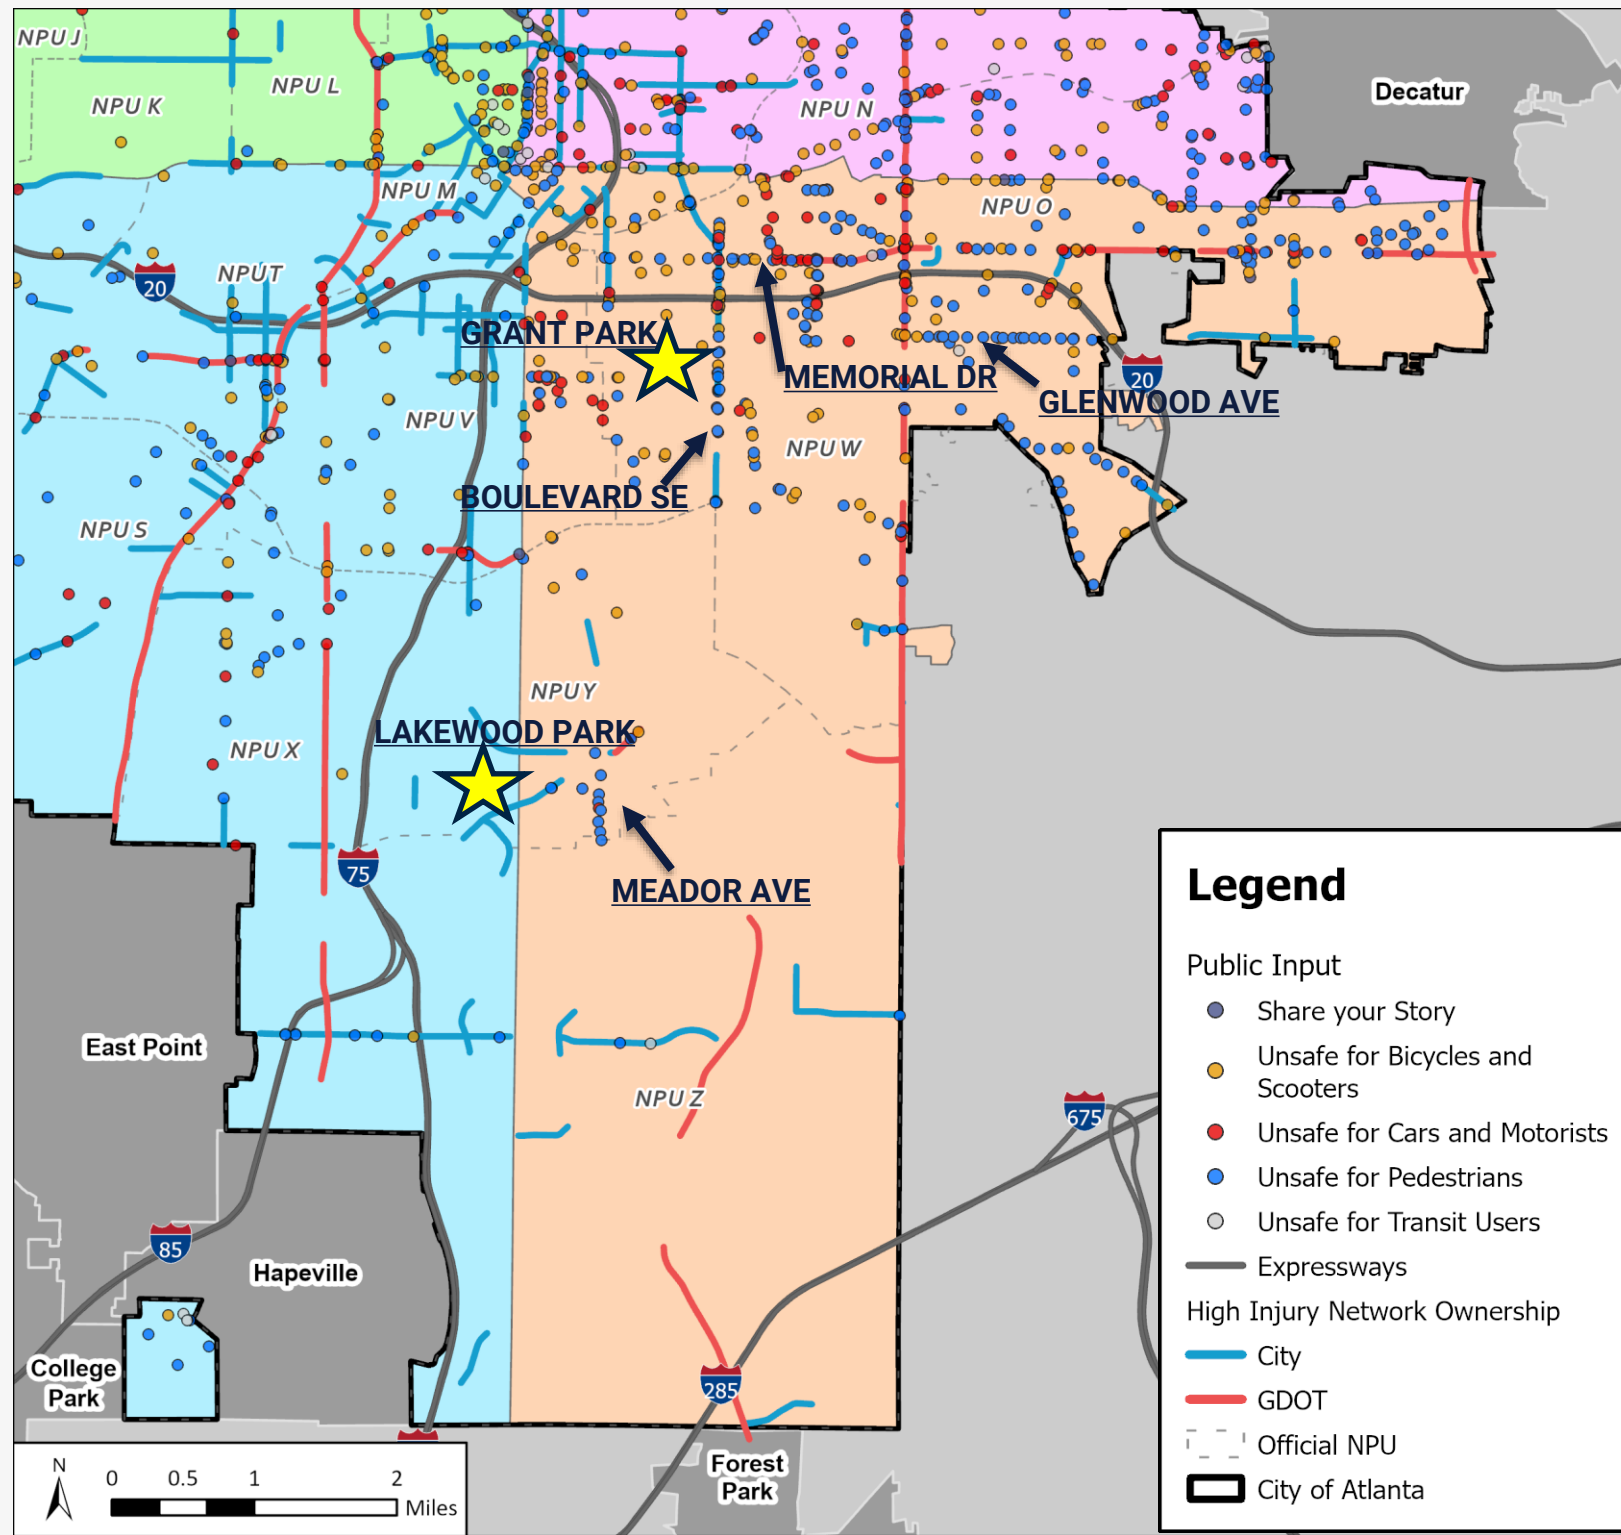 NPU J
NPU L
NPU K
NPU N
Decatur
NPU M
NPU O
NPU T
20
GRANT PARK
MEMORIAL DR
20
GLENWOOD AVE
NPU V
NPU W
BOULEVARD SE
NPU S
NPU Y
LAKEWOOD PARK
NPU X
75
MEADOR AVE
East Point
NPU Z
675
85
Hapeville
College
Park
285
Forest
Park
N
0 0.5 1 2
Miles
Legend
Public Input
Share your Story
Unsafe for Bicycles and
Scooters
Unsafe for Cars and Motorists
Unsafe for Pedestrians
Unsafe for Transit Users
Expressways
High Injury Network Ownership
City
GDOT
Official NPU
City of Atlanta